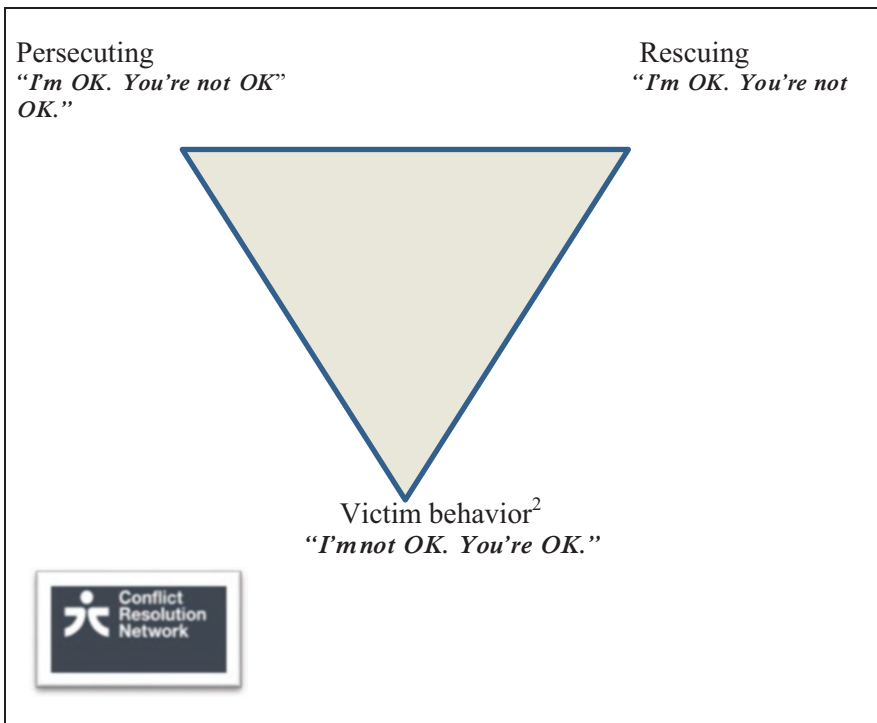 Persecuting Rescuing
“I'm OK. You're not OK” “I'm OK. You're not
OK.”
Victim behavior²
“I'mnot OK. You're OK.”
Conflict
Resolution
Network